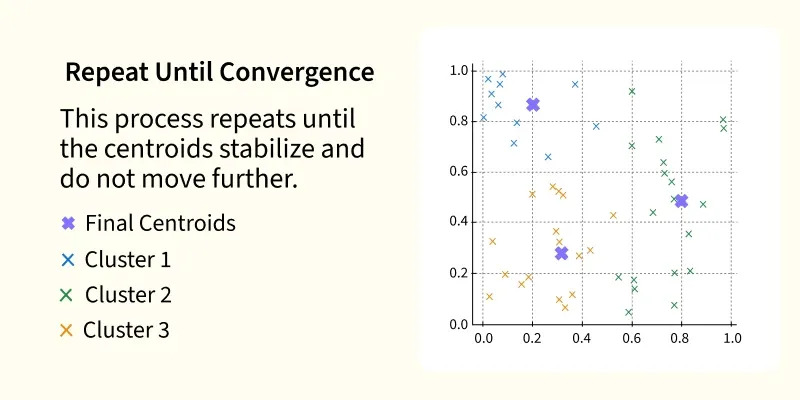 Repeat Until Convergence
This process repeats until
the centroids stabilize and
do not move further.
Final Centroids
Cluster 1
Cluster 2
Cluster 3
1.0
0.8
0.6
0.4
0.2
0.0
0.0 0.2 0.4 0.6 0.8 1.0